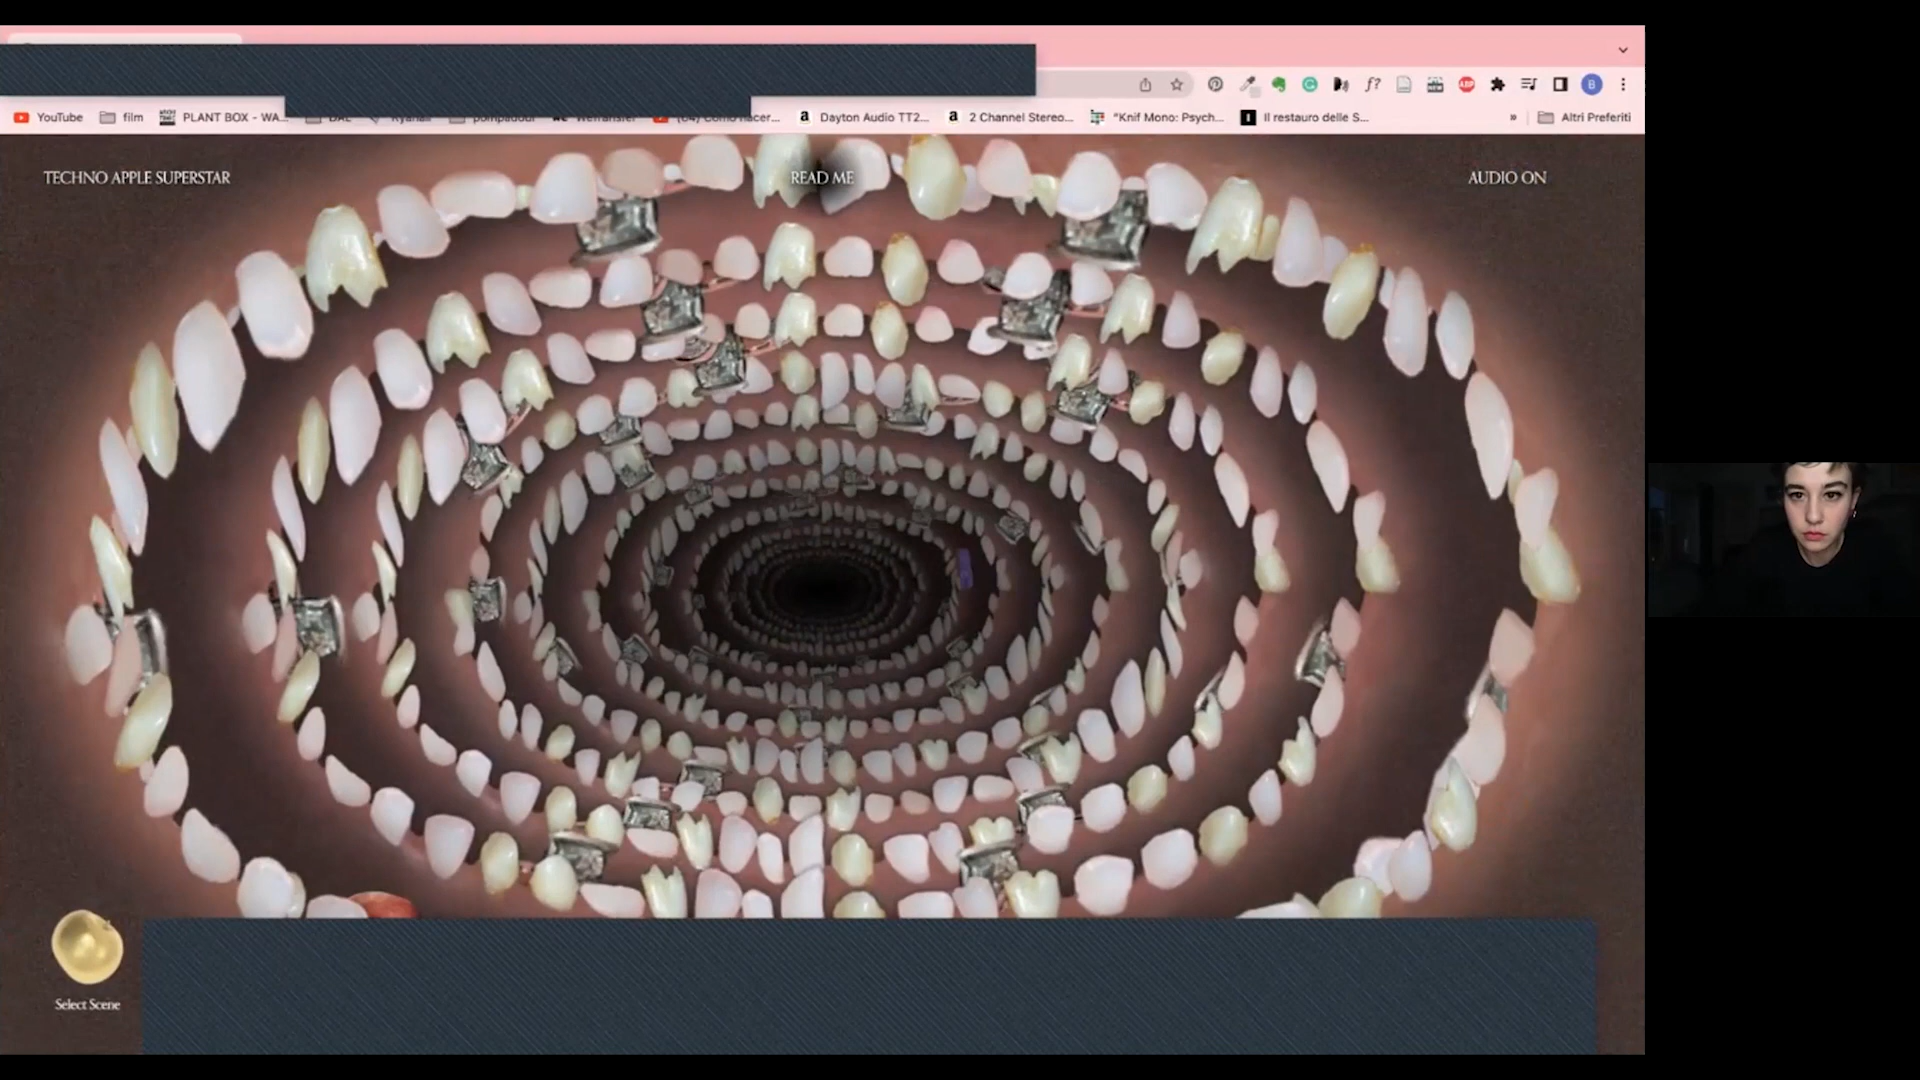 YouTube film PLANT BOX - WA... Dayton Audio TT2... 2 Channel Stereo... "Knif Mono: Psych... Il restauro delle S... » Altri Preferiti
TECHNO APPLE SUPERSTAR READ ME AUDIO ON
Select Scene